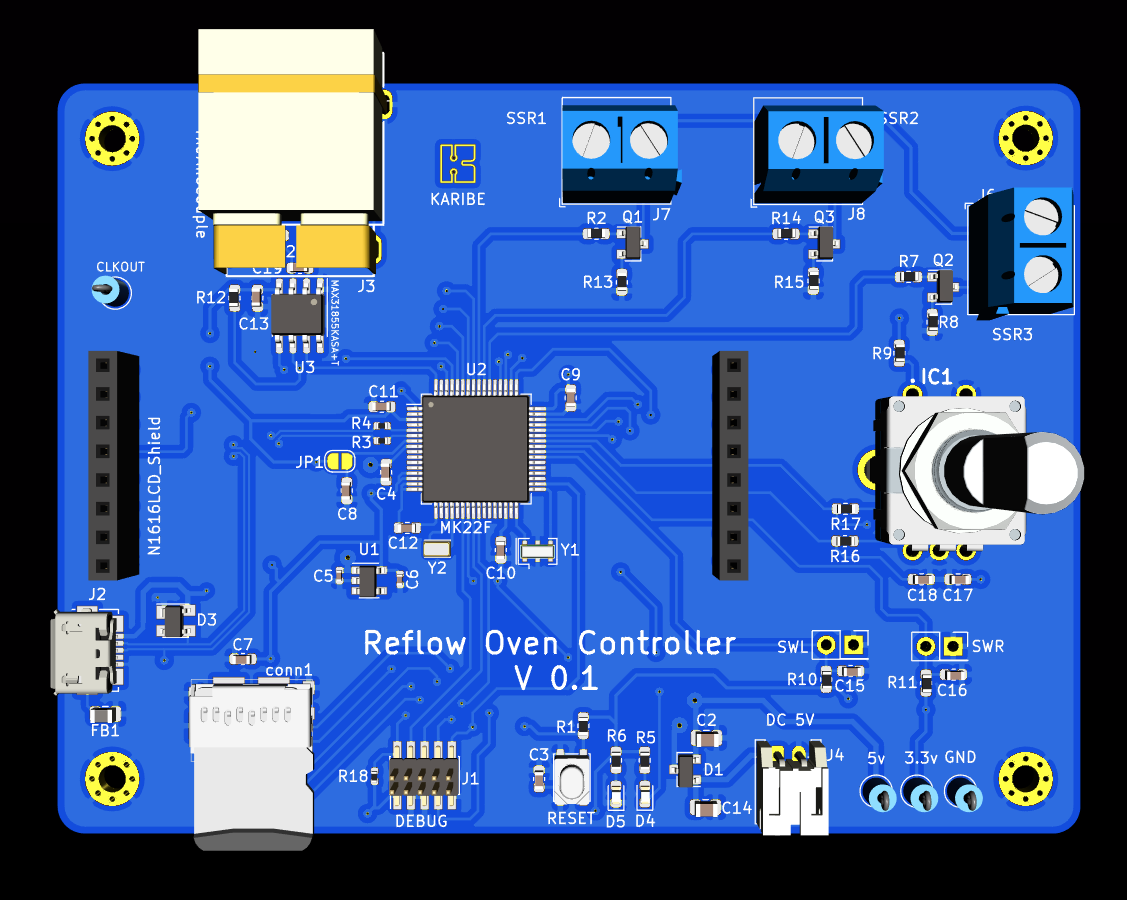 SSR1
SSR2
KARIBE
J7
J8
R2
Q1
R14
Q3
CLKOUT
R7
Q2
R12
C13
J3
MAX31855KASA+T
R13
R15
R8
SSR3
U3
U2
C9
R9
.IC1
C11
R4
R3
JP1
C4
C8
N1616LCD_Shield
C12
MK22F
U1
Y2
C10
Y1
R17
R16
C5
C6
C18
C17
J2
D3
C7
conn1
Reflow Oven Controller
V 0.1
SWL
SWR
R10
C15
R11
C16
FB1
R1
C2
DC 5V
R6
R5
J4
5v
3.3v
GND
R18
J1
C3
D1
DEBUG
RESET
D5
D4
C14